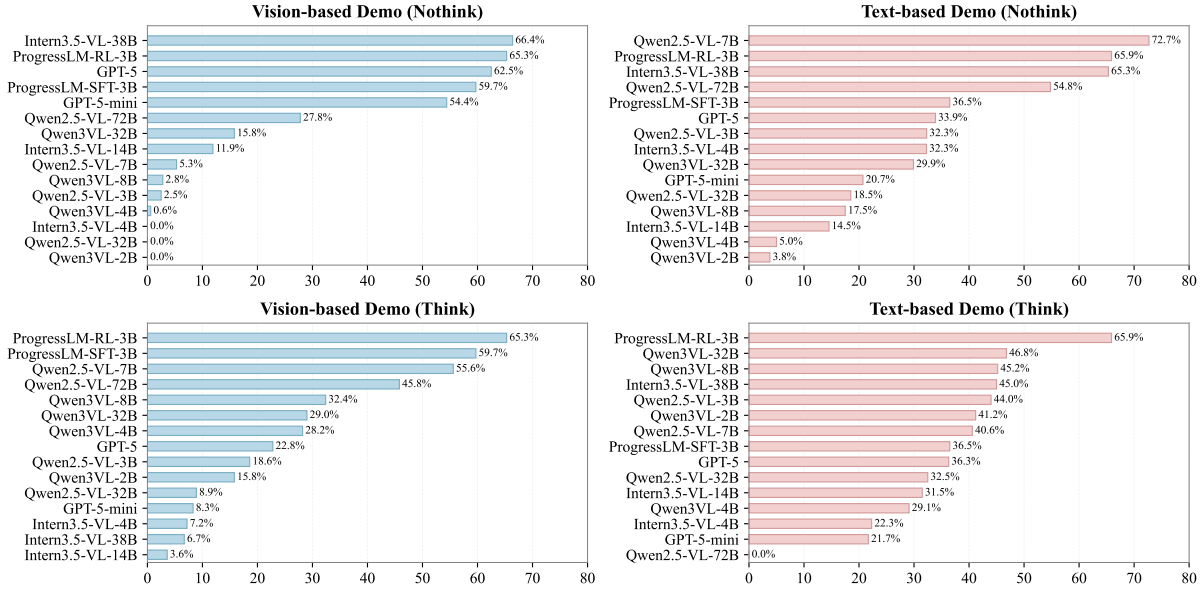 Vision-based Demo (Nothink)
Intern3.5-VL-38B 66.4%
ProgressLM-RL-3B 65.3%
GPT-5 62.5%
ProgressLM-SFT-3B 59.7%
GPT-5-mini 54.4%
Qwen2.5-VL-72B 27.8%
Qwen3VL-32B 15.8%
Intern3.5-VL-14B 11.9%
Qwen2.5-VL-7B 5.3%
Qwen3VL-8B 2.8%
Qwen2.5-VL-3B 2.5%
Qwen3VL-4B 0.6%
Intern3.5-VL-4B 0.0%
Qwen2.5-VL-32B 0.0%
Qwen3VL-2B 0.0%
0 10 20 30 40 50 60 70 80
Text-based Demo (Nothink)
Qwen2.5-VL-7B 72.7%
ProgressLM-RL-3B 65.9%
Intern3.5-VL-38B 65.3%
Qwen2.5-VL-72B 54.8%
ProgressLM-SFT-3B 36.5%
GPT-5 33.9%
Qwen2.5-VL-3B 32.3%
Intern3.5-VL-4B 32.3%
Qwen3VL-32B 29.9%
GPT-5-mini 20.7%
Qwen2.5-VL-32B 18.5%
Qwen3VL-8B 17.5%
Intern3.5-VL-14B 14.5%
Qwen3VL-4B 5.0%
Qwen3VL-2B 3.8%
0 10 20 30 40 50 60 70 80
Vision-based Demo (Think)
ProgressLM-RL-3B 65.3%
ProgressLM-SFT-3B 59.7%
Qwen2.5-VL-7B 55.6%
Qwen2.5-VL-72B 45.8%
Qwen3VL-8B 32.4%
Qwen3VL-32B 29.0%
Qwen3VL-4B 28.2%
GPT-5 22.8%
Qwen2.5-VL-3B 18.6%
Qwen3VL-2B 15.8%
Qwen2.5-VL-32B 8.9%
GPT-5-mini 8.3%
Intern3.5-VL-4B 7.2%
Intern3.5-VL-38B 6.7%
Intern3.5-VL-14B 3.6%
0 10 20 30 40 50 60 70 80
Text-based Demo (Think)
ProgressLM-RL-3B 65.9%
Qwen3VL-32B 46.8%
Qwen3VL-8B 45.2%
Intern3.5-VL-38B 45.0%
Qwen2.5-VL-3B 44.0%
Qwen3VL-2B 41.2%
Qwen2.5-VL-7B 40.6%
ProgressLM-SFT-3B 36.5%
GPT-5 36.3%
Qwen2.5-VL-32B 32.5%
Intern3.5-VL-14B 31.5%
Qwen3VL-4B 29.1%
Intern3.5-VL-4B 22.3%
GPT-5-mini 21.7%
Qwen2.5-VL-72B 0.0%
0 10 20 30 40 50 60 70 80